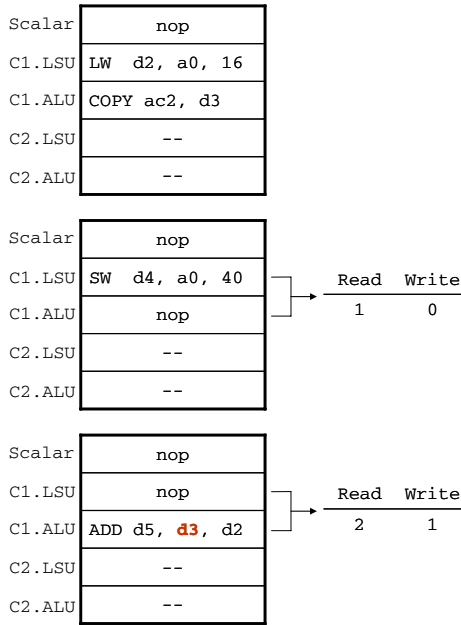 Scalar nop
C1.LSU LW d2, a0, 16
C1.ALU COPY ac2, d3
C2.LSU --
C2.ALU --
Scalar nop
C1.LSU SW d4, a0, 40 Read Write
C1.ALU nop 1 0
C2.LSU --
C2.ALU --
Scalar nop
C1.LSU nop Read Write
C1.ALU ADD d5, d3, d2 2 1
C2.LSU --
C2.ALU --